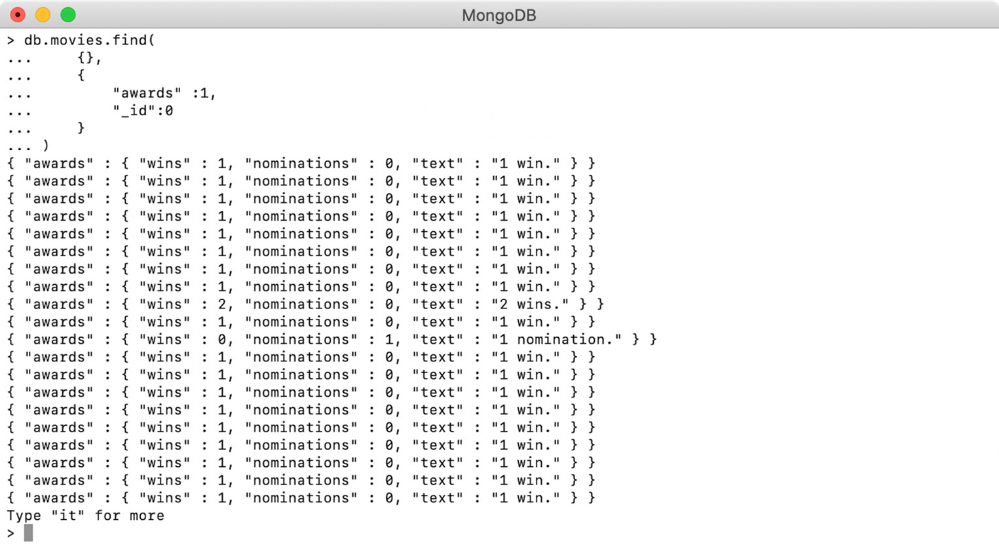 MongoDB
> db.movies.find(
...     {},
...     {
...         "awards" :1,
...         "_id":0
...     }
... )
{ "awards" : { "wins" : 1, "nominations" : 0, "text" : "1 win." } }
{ "awards" : { "wins" : 1, "nominations" : 0, "text" : "1 win." } }
{ "awards" : { "wins" : 1, "nominations" : 0, "text" : "1 win." } }
{ "awards" : { "wins" : 1, "nominations" : 0, "text" : "1 win." } }
{ "awards" : { "wins" : 1, "nominations" : 0, "text" : "1 win." } }
{ "awards" : { "wins" : 1, "nominations" : 0, "text" : "1 win." } }
{ "awards" : { "wins" : 1, "nominations" : 0, "text" : "1 win." } }
{ "awards" : { "wins" : 1, "nominations" : 0, "text" : "1 win." } }
{ "awards" : { "wins" : 2, "nominations" : 0, "text" : "2 wins." } }
{ "awards" : { "wins" : 1, "nominations" : 0, "text" : "1 win." } }
{ "awards" : { "wins" : 0, "nominations" : 1, "text" : "1 nomination." } }
{ "awards" : { "wins" : 1, "nominations" : 0, "text" : "1 win." } }
{ "awards" : { "wins" : 1, "nominations" : 0, "text" : "1 win." } }
{ "awards" : { "wins" : 1, "nominations" : 0, "text" : "1 win." } }
{ "awards" : { "wins" : 1, "nominations" : 0, "text" : "1 win." } }
{ "awards" : { "wins" : 1, "nominations" : 0, "text" : "1 win." } }
{ "awards" : { "wins" : 1, "nominations" : 0, "text" : "1 win." } }
{ "awards" : { "wins" : 1, "nominations" : 0, "text" : "1 win." } }
{ "awards" : { "wins" : 1, "nominations" : 0, "text" : "1 win." } }
{ "awards" : { "wins" : 1, "nominations" : 0, "text" : "1 win." } }
Type "it" for more
>